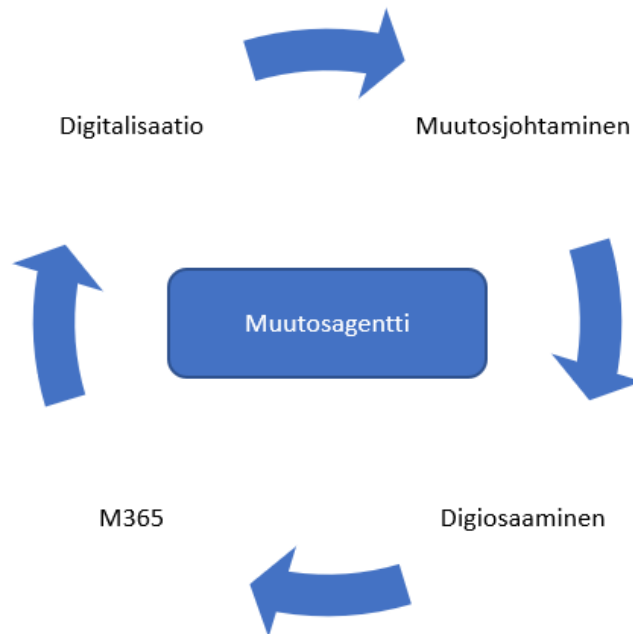 Digitalisaatio
Muutosjohtaminen
Muutosagentti
M365
Digiosaaminen